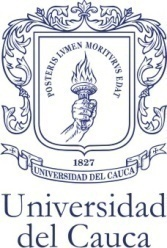 POSTERIS LVMEN MORITVRVS EDAT
1827
UNIVERSIDAD DEL CAUCA
Universidad
del Cauca